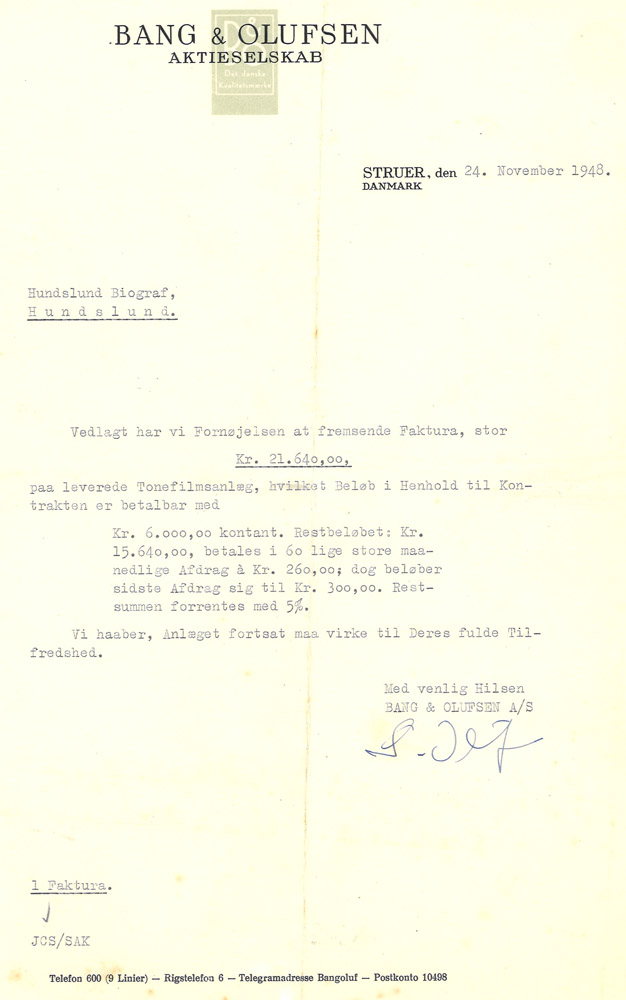 BANG & OLUFSEN
AKTIESELSKAB
Det danske
Kvalitetsmærke
STRUER, den 24. November 1948.
DANMARK
Hundslund Biograf,
Hundslund.
Vedlagt har vi Fornøjelsen at fremsende Faktura, stor
Kr. 21.640,00,
paa leverede Tonefilmsanlæg, hvilket Beløb i Henhold til Kon-
trakten er betalbar med
Kr. 6.000,00 kontant. Restbeløbet: Kr.
15.640,00, betales i 60 lige store maa-
nedlige Afdrag à Kr. 260,00; dog beløber
sidste Afdrag sig til Kr. 300,00. Rest-
summen forrentes med 5%.
Vi haaber, Anlæget fortsat maa virke til Deres fulde Til-
fredshed.
Med venlig Hilsen
BANG & OLUFSEN A/S
1 Faktura.
JCS/SAK
Telefon 600 (9 Linier) — Rigstelefon 6 — Telegramadresse Bangoluf — Postkonto 10498